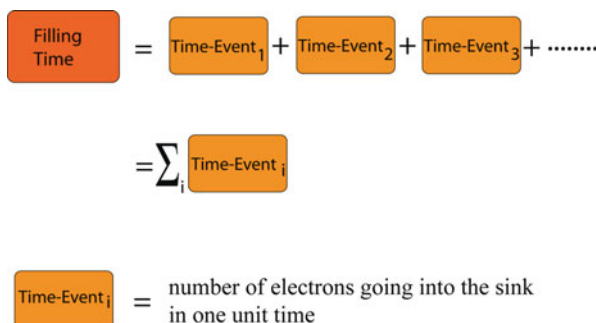 Filling
Time = Time-Event₁ + Time-Event₂ + Time-Event₃ + ........
= ∑ᵢ Time-Event ᵢ
Time-Eventᵢ = number of electrons going into the sink
in one unit time